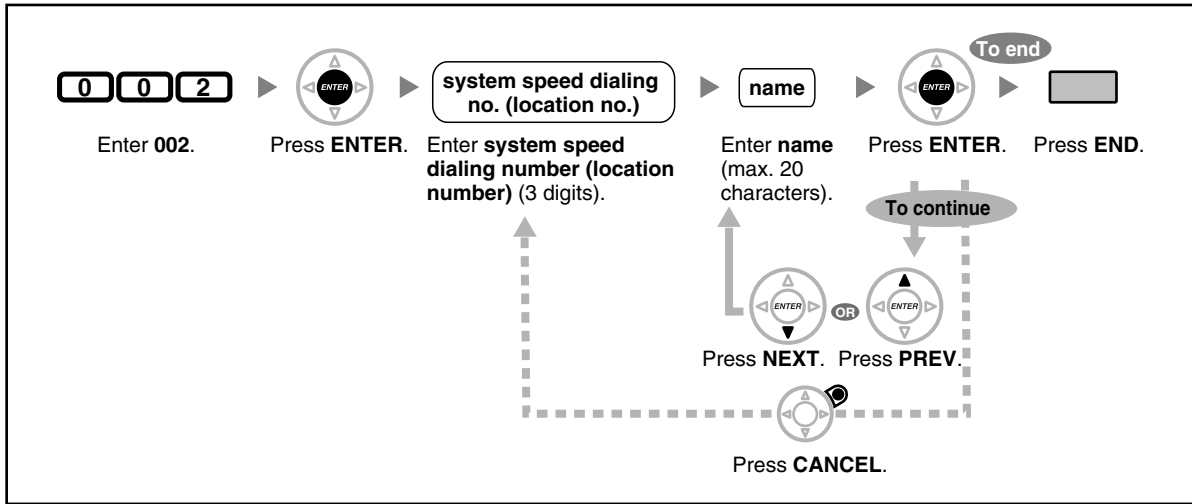 To end
0 0 2
ENTER
system speed dialing
no. (location no.)
name
ENTER
Enter 002.
Press ENTER.
Enter system speed
dialing number (location
number) (3 digits).
Enter name
(max. 20
characters).
Press ENTER.
Press END.
To continue
ENTER
OR
ENTER
Press NEXT.
Press PREV.
Press CANCEL.